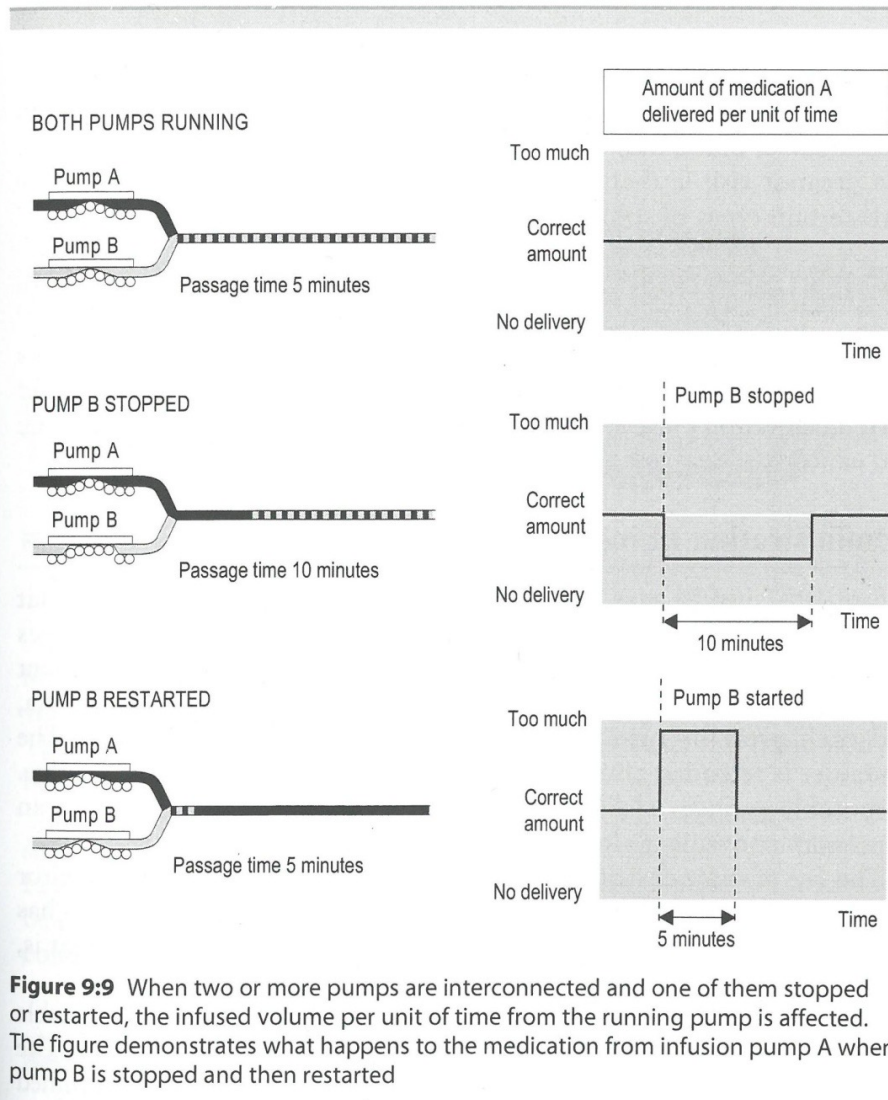 BOTH PUMPS RUNNING
Pump A
Pump B
Passage time 5 minutes
Amount of medication A
delivered per unit of time
Too much
Correct
amount
No delivery
Time
PUMP B STOPPED
Pump A
Pump B
Passage time 10 minutes
Pump B stopped
Too much
Correct
amount
No delivery
Time
10 minutes
PUMP B RESTARTED
Pump A
Pump B
Passage time 5 minutes
Pump B started
Too much
Correct
amount
No delivery
Time
5 minutes
Figure 9:9 When two or more pumps are interconnected and one of them stopped
or restarted, the infused volume per unit of time from the running pump is affected.
The figure demonstrates what happens to the medication from infusion pump A when
pump B is stopped and then restarted